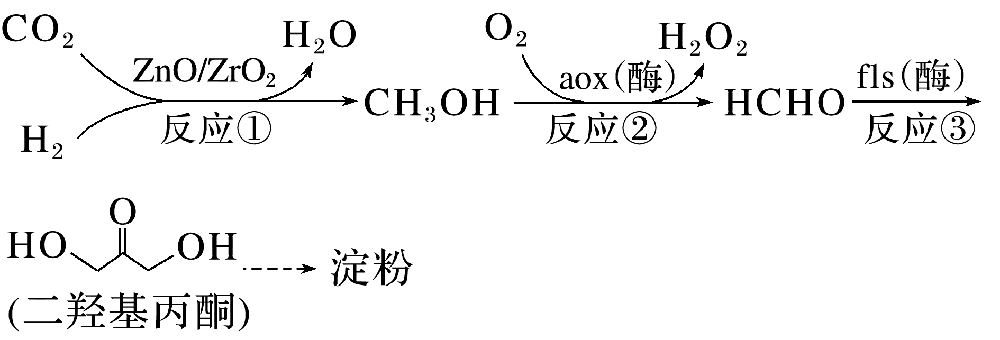 CO₂ H₂O O₂ H₂O₂
ZnO/ZrO₂ aox(酶) fls(酶)
CH₃OH HCHO
H₂ 反应① 反应② 反应③
O
HO OH
淀粉
(二羟基丙酮)